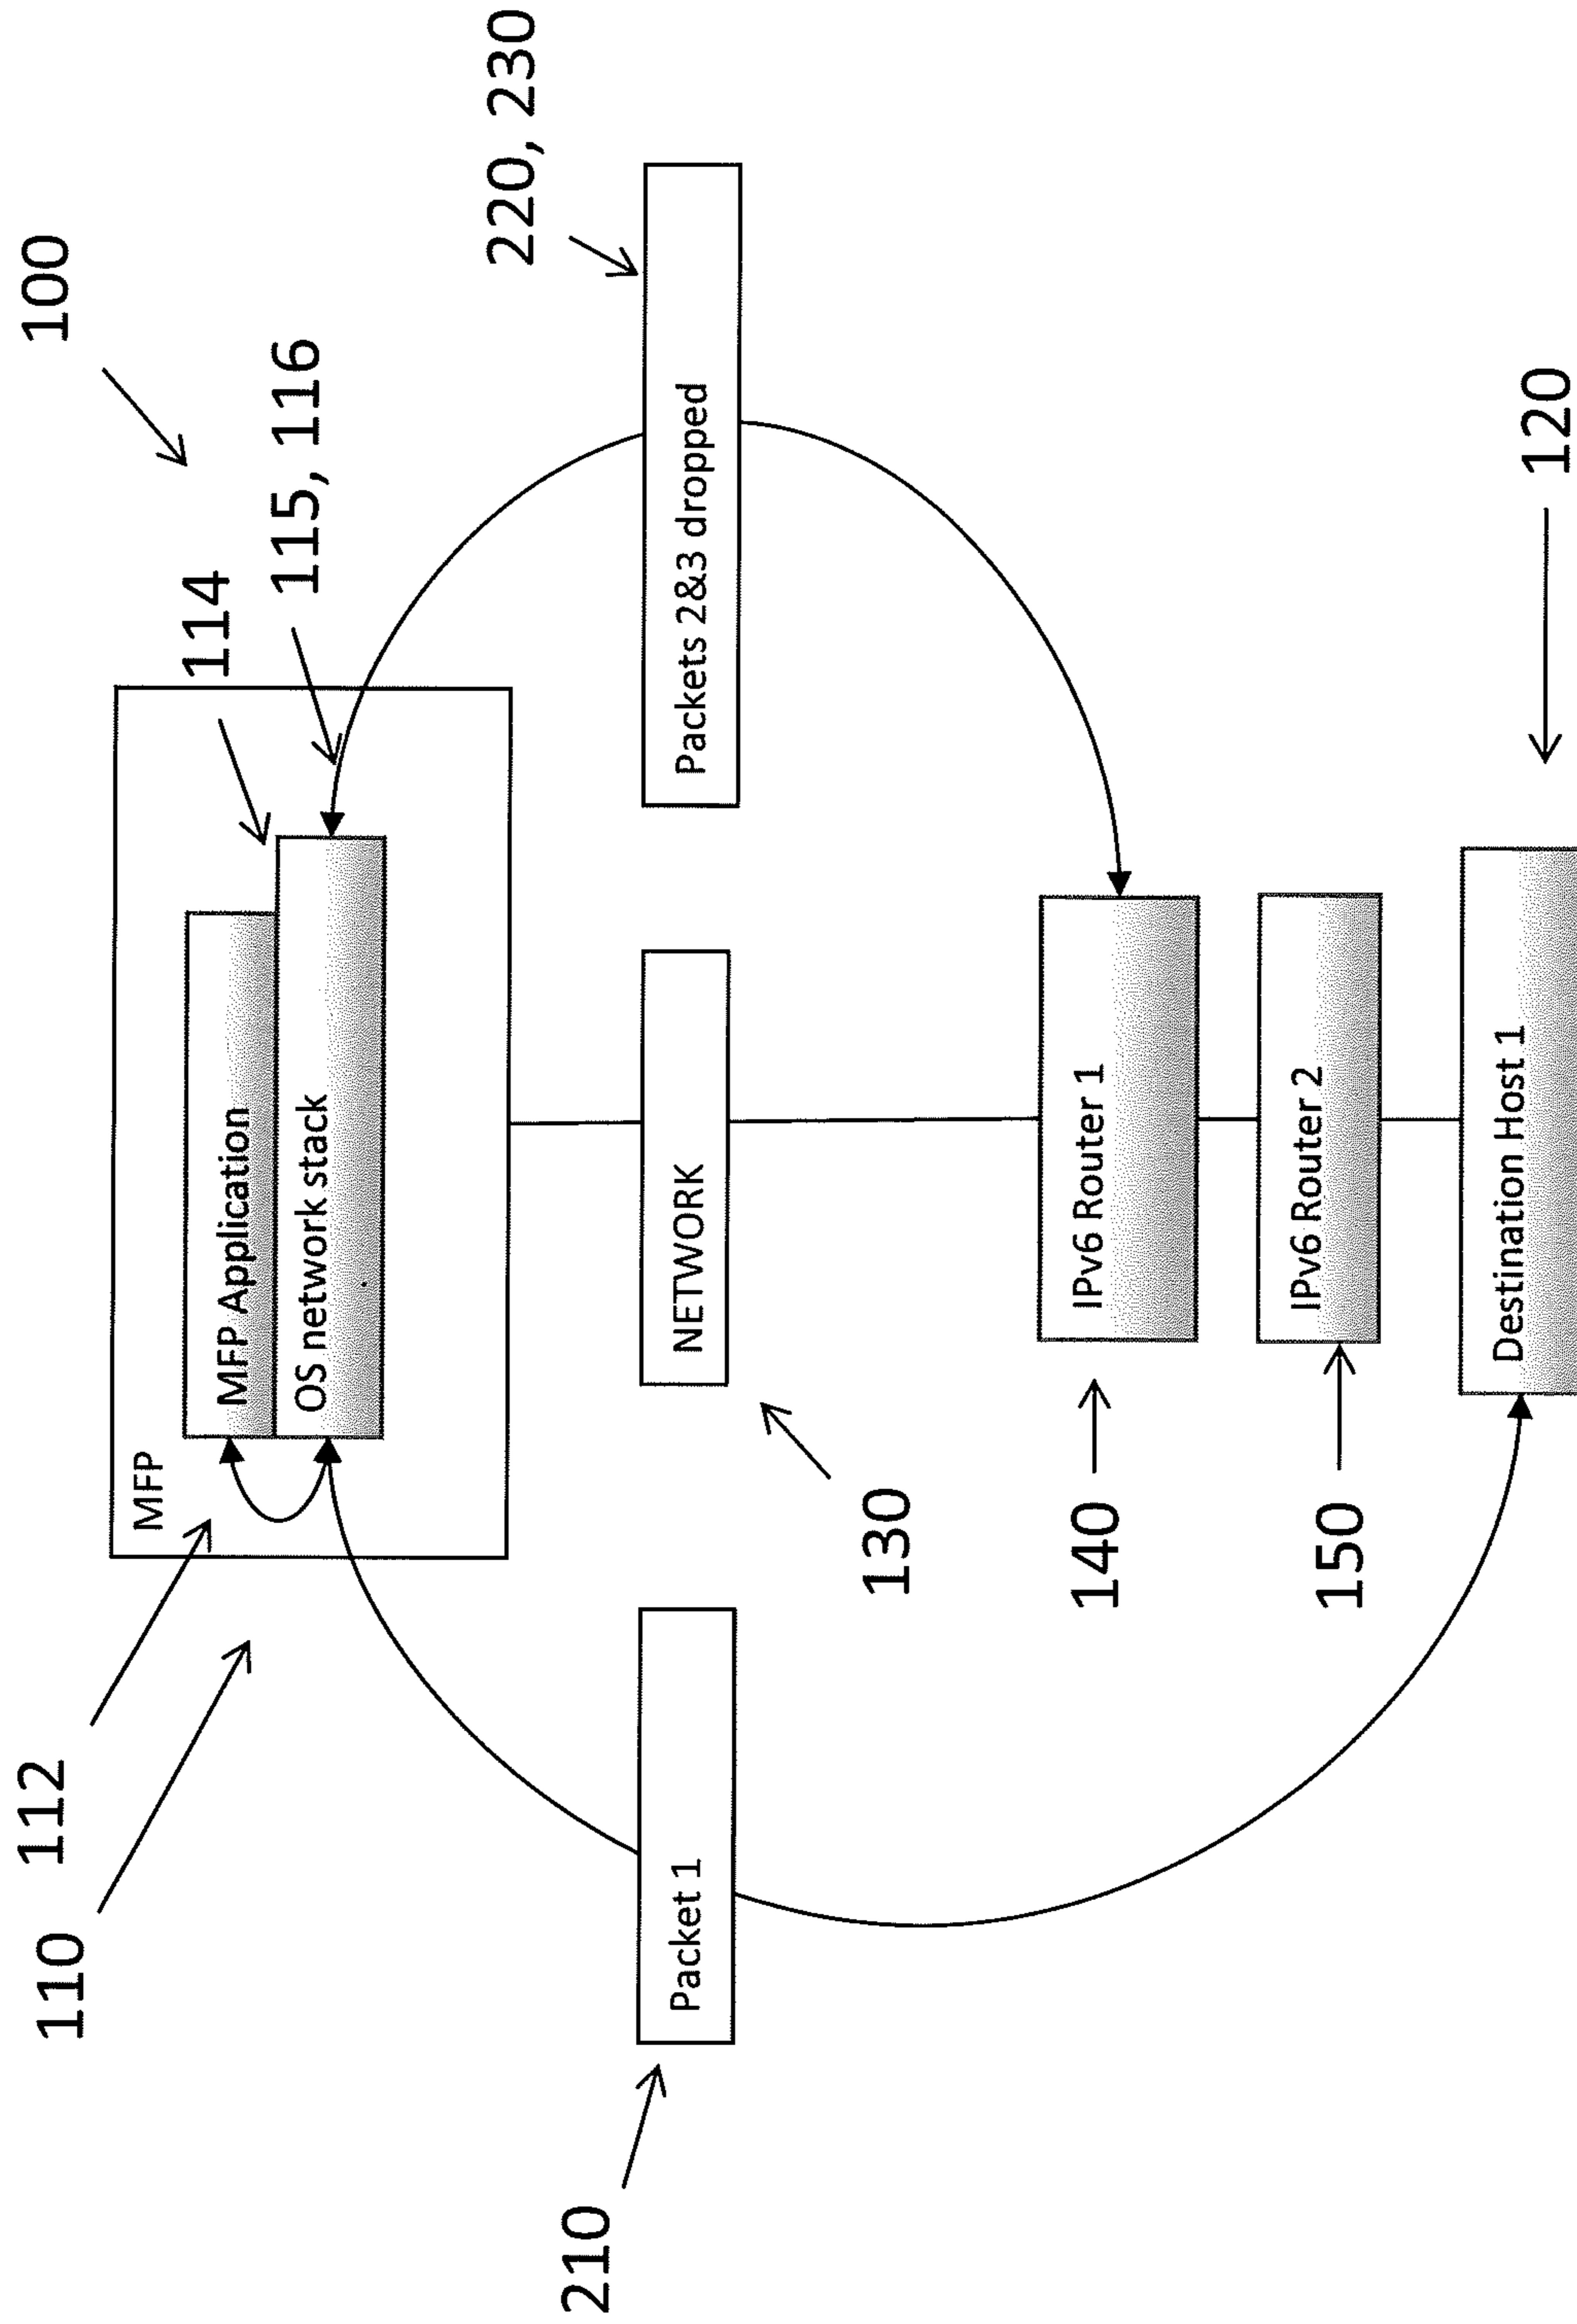 100
110
112
114
115, 116
MFP
MFP Application
OS network stack
210
Packet 1
NETWORK
130
Packets 2&3 dropped
220, 230
140
IPv6 Router 1
150
IPv6 Router 2
Destination Host 1
120